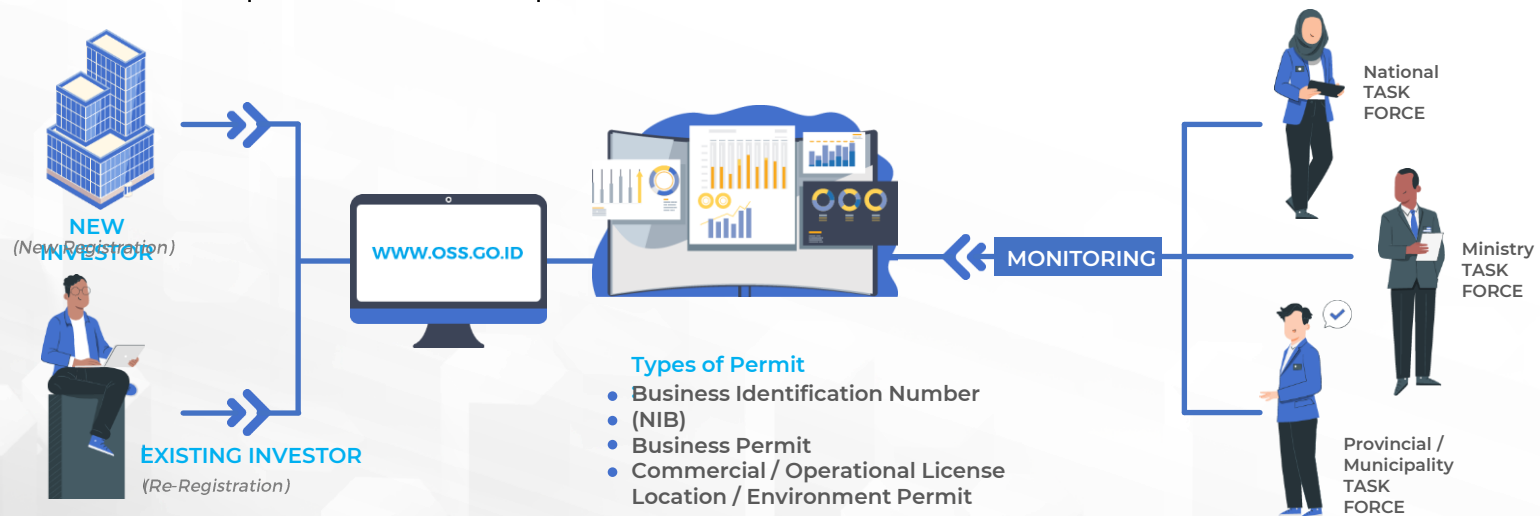 NEW
INVESTOR
(New Registration)
EXISTING INVESTOR
(Re-Registration)
WWW.OSS.GO.ID
Types of Permit
Business Identification Number
(NIB)
Business Permit
Commercial / Operational License
Location / Environment Permit
MONITORING
National
TASK
FORCE
Ministry
TASK
FORCE
Provincial /
Municipality
TASK
FORCE